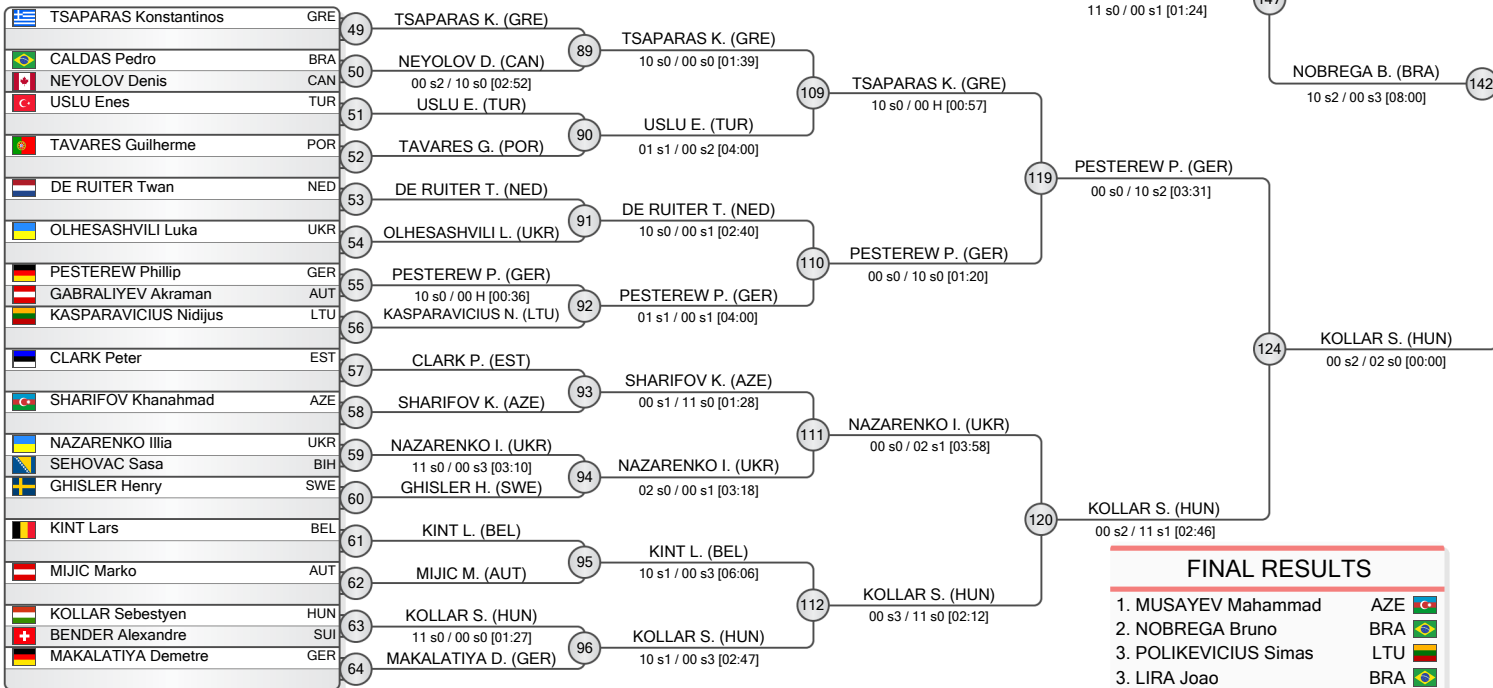 TSAPARAS Konstantinos GRE
CALDAS Pedro BRA
NEYOLOV Denis CAN
USLU Enes TUR
TAVARES Guilherme POR
DE RUITER Twan NED
OLHESASHVILI Luka UKR
PESTEREW Phillip GER
GABRALIYEV Akraman AUT
KASPARAVICIUS Nidijus LTU
CLARK Peter EST
SHARIFOV Khanahmad AZE
NAZARENKO Illia UKR
SEHOVAC Sasa BIH
GHISLER Henry SWE
KINT Lars BEL
MIJIC Marko AUT
KOLLAR Sebestyen HUN
BENDER Alexandre SUI
MAKALATIYA Demetre GER
49
50
51
52
53
54
55
56
57
58
59
60
61
62
63
64
TSAPARAS K. (GRE)
NEYOLOV D. (CAN)
00 s2 / 10 s0 [02:52]
USLU E. (TUR)
TAVARES G. (POR)
DE RUITER T. (NED)
OLHESASHVILI L. (UKR)
PESTEREW P. (GER)
10 s0 / 00 H [00:36]
KASPARAVICIUS N. (LTU)
CLARK P. (EST)
SHARIFOV K. (AZE)
NAZARENKO I. (UKR)
11 s0 / 00 s3 [03:10]
GHISLER H. (SWE)
KINT L. (BEL)
MIJIC M. (AUT)
KOLLAR S. (HUN)
11 s0 / 00 s0 [01:27]
MAKALATIYA D. (GER)
89
90
91
92
93
94
95
96
TSAPARAS K. (GRE)
10 s0 / 00 s0 [01:39]
USLU E. (TUR)
01 s1 / 00 s2 [04:00]
DE RUITER T. (NED)
10 s0 / 00 s1 [02:40]
PESTEREW P. (GER)
01 s1 / 00 s1 [04:00]
SHARIFOV K. (AZE)
00 s1 / 11 s0 [01:28]
NAZARENKO I. (UKR)
02 s0 / 00 s1 [03:18]
KINT L. (BEL)
10 s1 / 00 s3 [06:06]
KOLLAR S. (HUN)
10 s1 / 00 s3 [02:47]
109
110
111
112
TSAPARAS K. (GRE)
10 s0 / 00 H [00:57]
PESTEREW P. (GER)
00 s0 / 10 s0 [01:20]
NAZARENKO I. (UKR)
00 s0 / 02 s1 [03:58]
KOLLAR S. (HUN)
00 s3 / 11 s0 [02:12]
119
120
PESTEREW P. (GER)
00 s0 / 10 s2 [03:31]
KOLLAR S. (HUN)
00 s2 / 11 s1 [02:46]
124
KOLLAR S. (HUN)
00 s2 / 02 s0 [00:00]
11 s0 / 00 s1 [01:24]
NOBREGA B. (BRA)
10 s2 / 00 s3 [08:00]
142
FINAL RESULTS
1. MUSAYEV Mahammad AZE
2. NOBREGA Bruno BRA
3. POLIKEVICIUS Simas LTU
3. LIRA Joao BRA